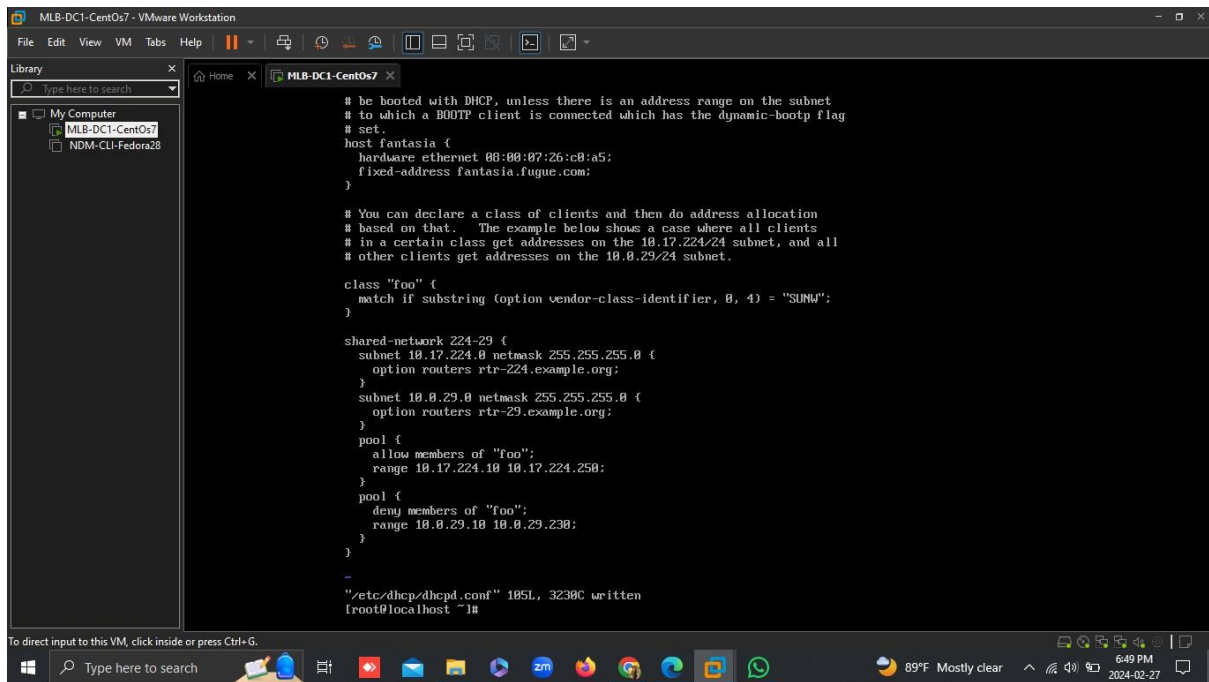 MLB-DC1-CentOs7 - VMware Workstation
File Edit View VM Tabs Help
Library
Type here to search
My Computer
MLB-DC1-CentOs7
NDM-CLI-Fedora28
Home
MLB-DC1-CentOs7
# be booted with DHCP, unless there is an address range on the subnet
# to which a BOOTP client is connected which has the dynamic-bootp flag
# set.
host fantasia {
  hardware ethernet 08:00:07:26:c0:a5;
  fixed-address fantasia.fugue.com;
}
# You can declare a class of clients and then do address allocation
# based on that.   The example below shows a case where all clients
# in a certain class get addresses on the 10.17.224/24 subnet, and all
# other clients get addresses on the 10.0.29/24 subnet.
class "foo" {
  match if substring (option vendor-class-identifier, 0, 4) = "SUNW";
}
shared-network 224-29 {
  subnet 10.17.224.0 netmask 255.255.255.0 {
    option routers rtr-224.example.org;
  }
  subnet 10.0.29.0 netmask 255.255.255.0 {
    option routers rtr-29.example.org;
  }
  pool {
    allow members of "foo";
    range 10.17.224.10 10.17.224.250;
  }
  pool {
    deny members of "foo";
    range 10.0.29.10 10.0.29.230;
  }
}
~
"/etc/dhcp/dhcpd.conf" 105L, 3230C written
[root@localhost ~]#
To direct input to this VM, click inside or press Ctrl+G.
Type here to search
zm
89°F Mostly clear
6:49 PM
2024-02-27